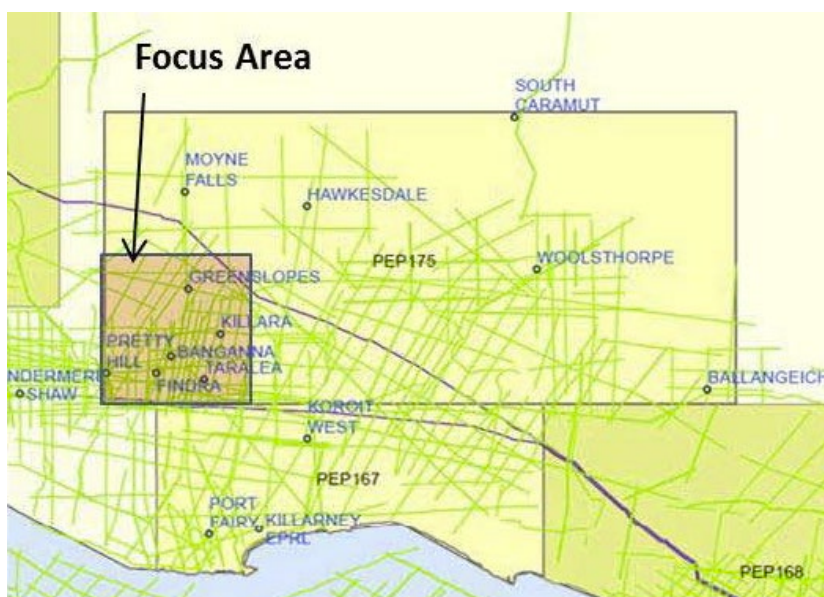 Focus Area
SOUTH
CARAMUT
MOYNE
FALLS
HAWKESDALE
PEP175
WOOLSTHORPE
GREENSLOPES
KILLARA
PRETTY
HILL
BANGANNA
TARALEA
FINDRA
NDERMERE
SHAW
BALLANGEICH
KOROIT
WEST
PEP167
PORT
FAIRY
KILLARNEY
EPRL
PEP168